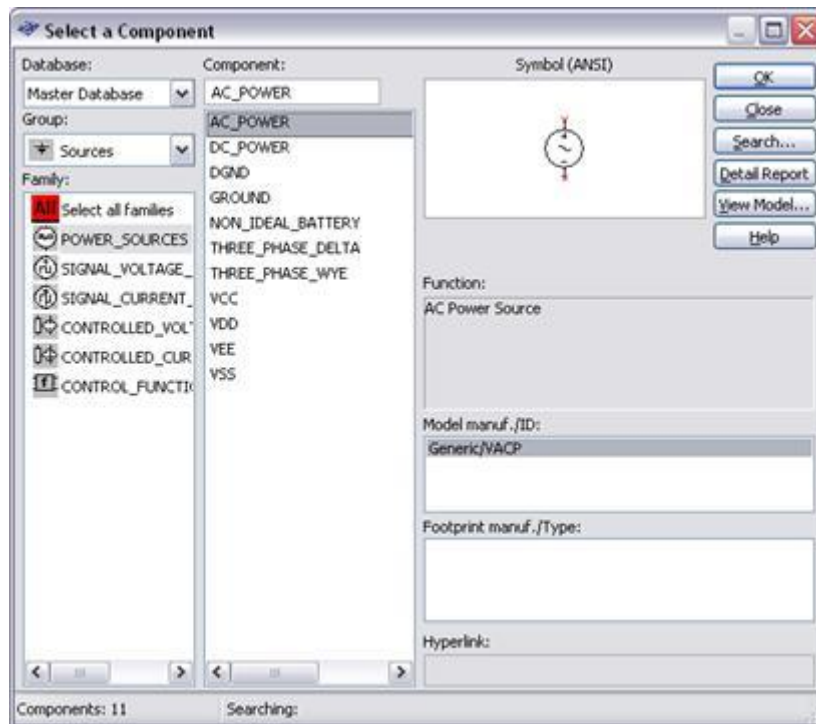 Select a Component
Database:
Master Database
Group:
Sources
Family:
All Select all families
POWER_SOURCES
SIGNAL_VOLTAGE_
SIGNAL_CURRENT_
CONTROLLED_VOL
CONTROLLED_CUR
CONTROL_FUNCTI
Component:
AC_POWER
AC_POWER
DC_POWER
DGND
GROUND
NON_IDEAL_BATTERY
THREE_PHASE_DELTA
THREE_PHASE_WYE
VCC
VDD
VEE
VSS
Symbol (ANSI)
OK
Close
Search...
Detail Report
View Model...
Help
Function:
AC Power Source
Model manuf./ID:
Generic/VACP
Footprint manuf./Type:
Hyperlink:
Components: 11
Searching: